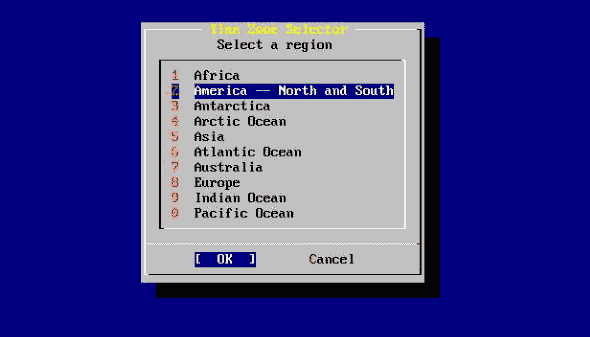 Time Zone Selector
Select a region
1 Africa
2 America -- North and South
3 Antarctica
4 Arctic Ocean
5 Asia
6 Atlantic Ocean
7 Australia
8 Europe
9 Indian Ocean
0 Pacific Ocean
[ OK ] Cancel